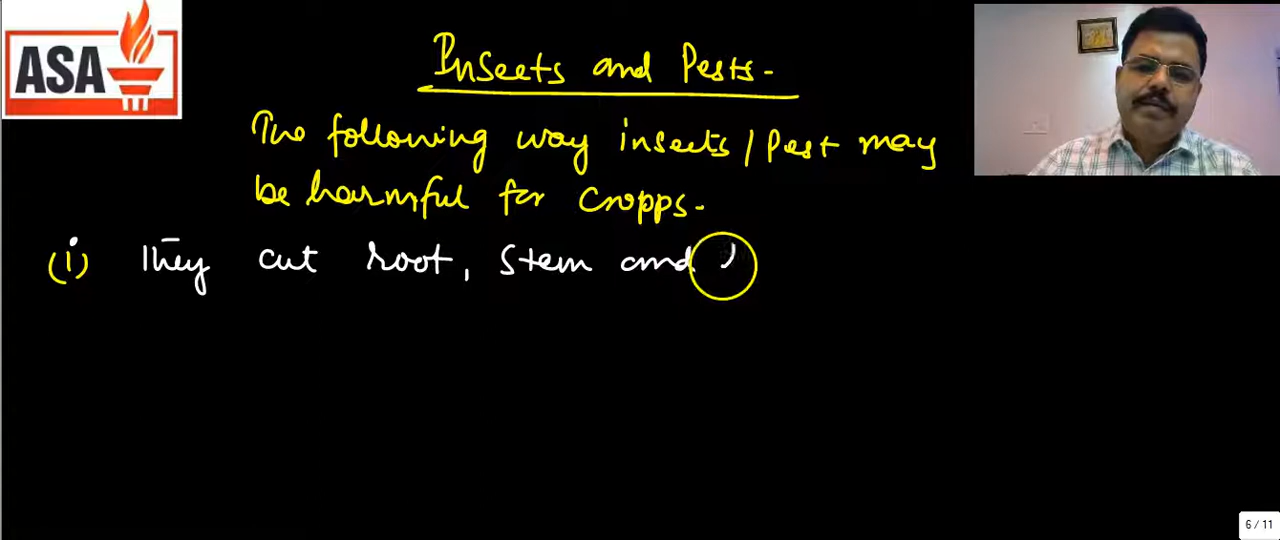 ASA
Insects and Pests-
The following way insects/Pest may
be harmful for Cropps.
(i) They cut root, Stem and
6/11